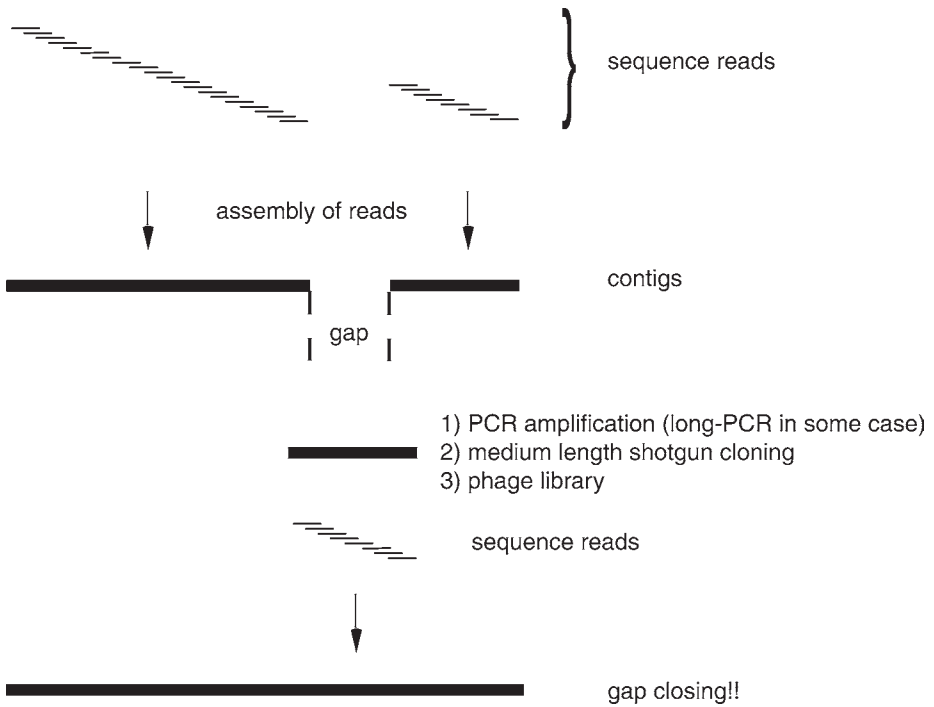 sequence reads
assembly of reads
contigs
gap
1) PCR amplification (long-PCR in some case)
2) medium length shotgun cloning
3) phage library
sequence reads
gap closing!!